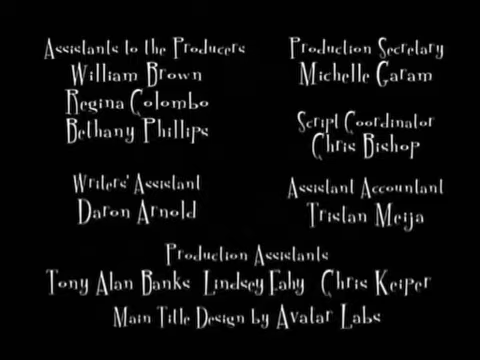 Assistants to the Producers
William Brown
Regina Colombo
Bethany Phillips
Production Secretary
Michelle Garam
Script Coordinator
Chris Bishop
Writers' Assistant
Daron Arnold
Assistant Accountant
Tristan Meija
Production Assistants
Tony Alan Banks Lindsey Fahy Chris Keiper
Main Title Design by Avatar Labs